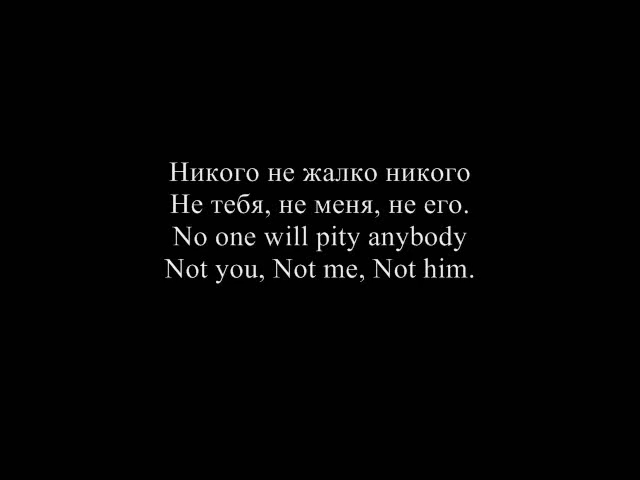 Никого не жалко никого
Не тебя, не меня, не его.
No one will pity anybody
Not you, Not me, Not him.